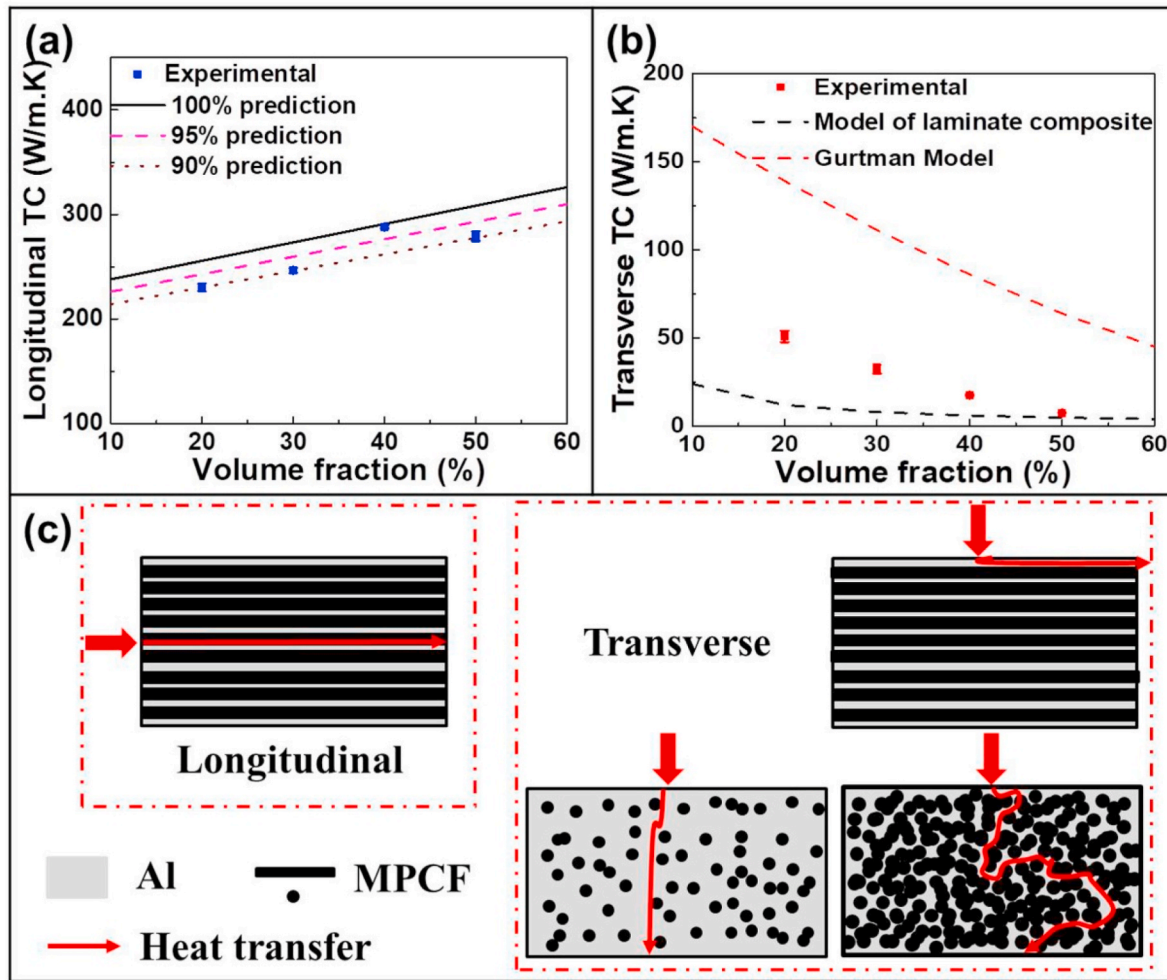 (a)
Longitudinal TC (W/m.K)
400
300
200
100
Experimental
100% prediction
95% prediction
90% prediction
10 20 30 40 50 60
Volume fraction (%)
(b)
Transverse TC (W/m.K)
200
150
100
50
0
Experimental
Model of laminate composite
Gurtman Model
10 20 30 40 50 60
Volume fraction (%)
(c)
Longitudinal
Transverse
Al
MPCF
Heat transfer